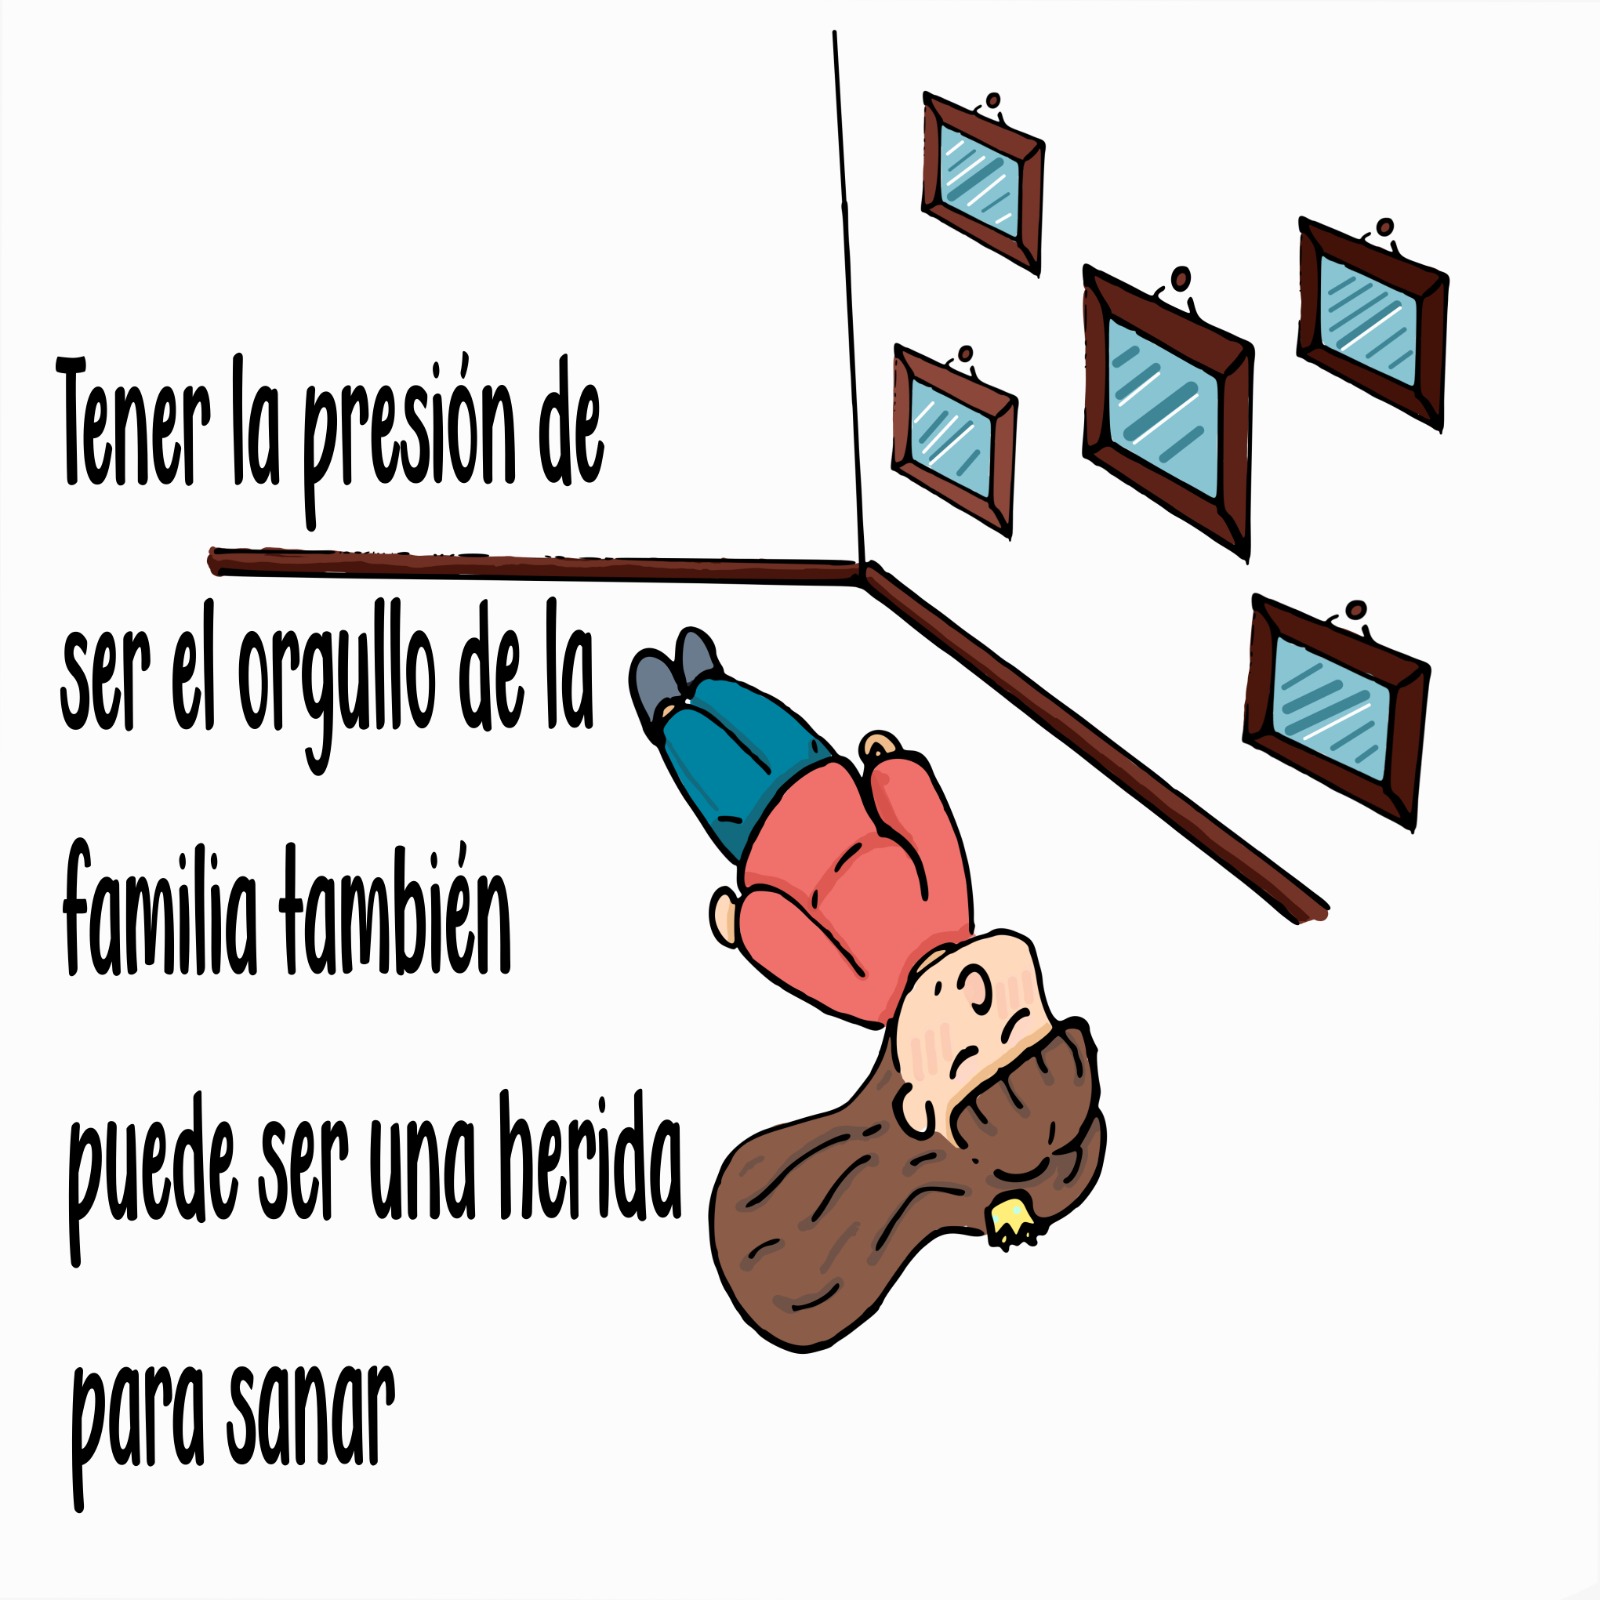 Tener la presión de
ser el orgullo de la
familia también
puede ser una herida
para sanar